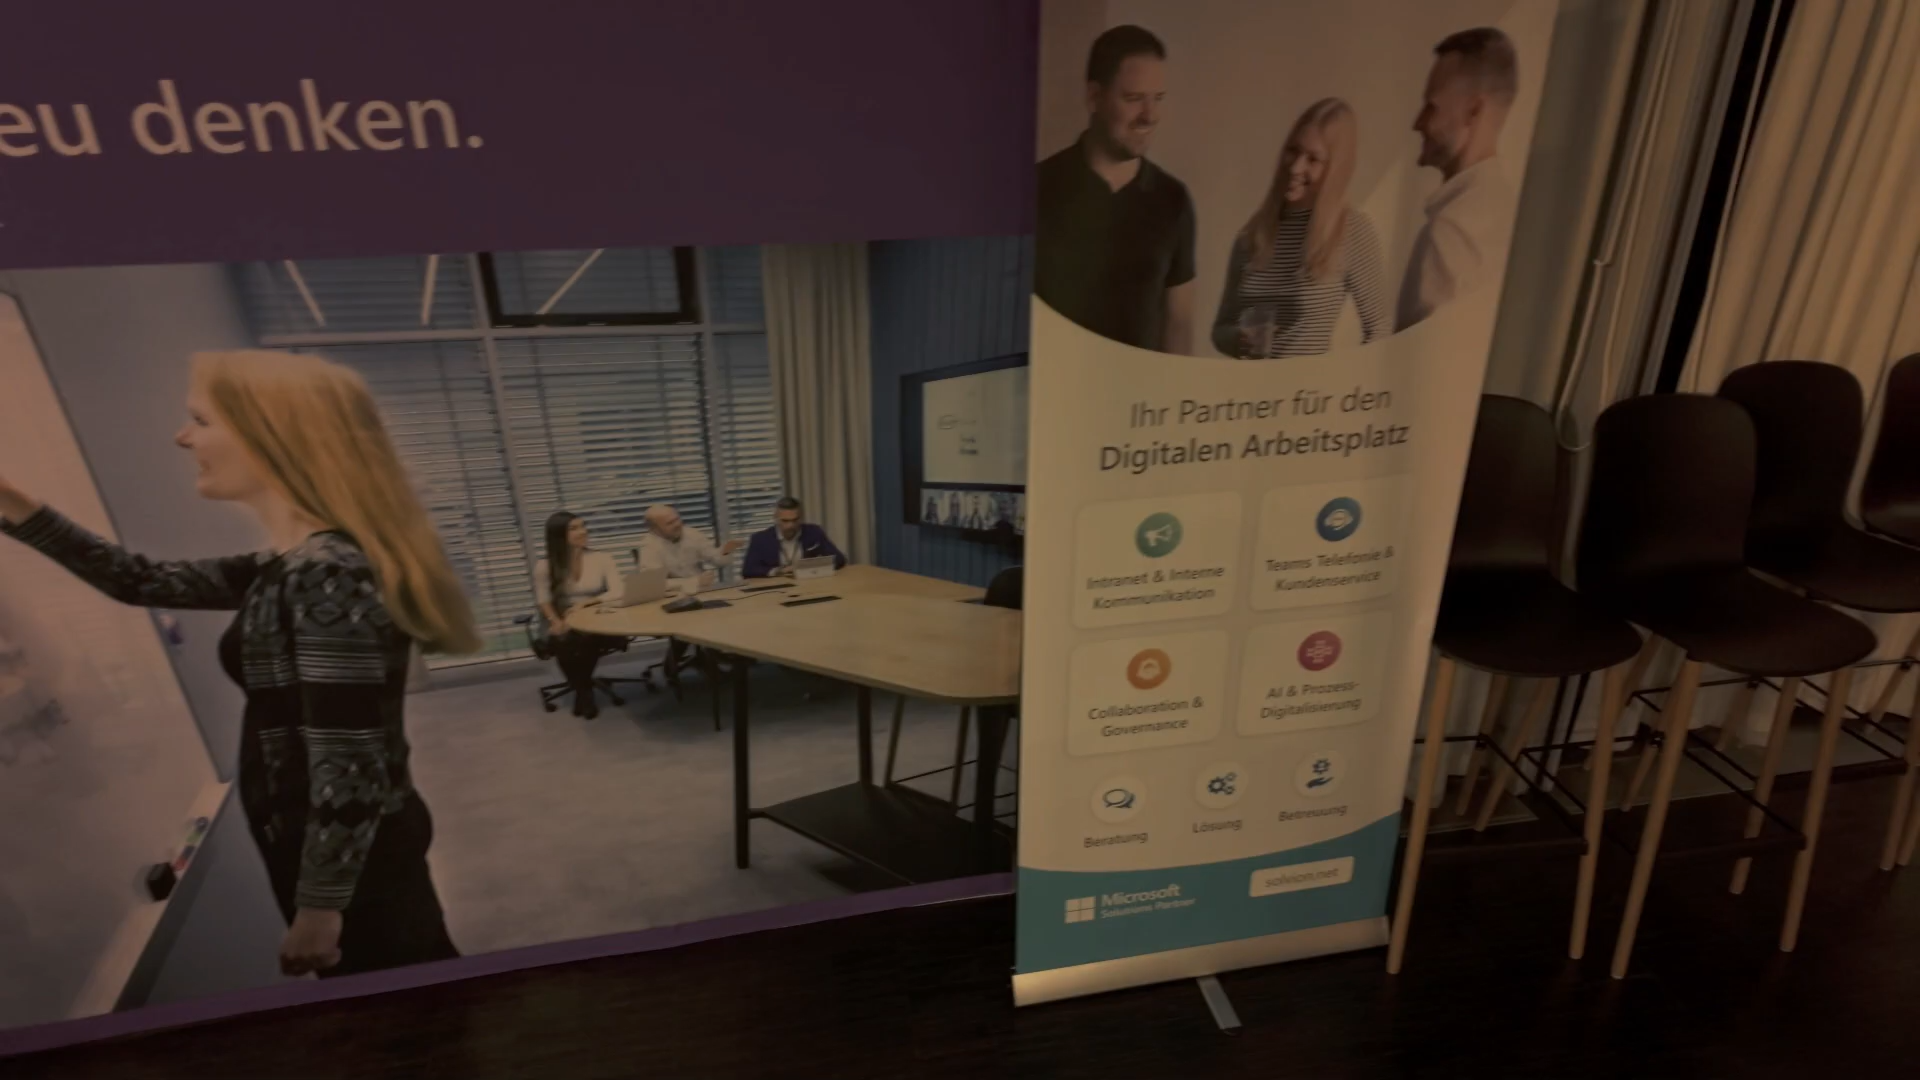 eu denken.
Ihr Partner für den
Digitalen Arbeitsplatz
Intranet & Interne
Kommunikation
Teams Telefonie &
Kundenservice
Collaboration &
Governance
AI & Prozess-
Digitalisierung
Beratung
Lösung
Betreuung
Microsoft
Solutions Partner
solvion.net